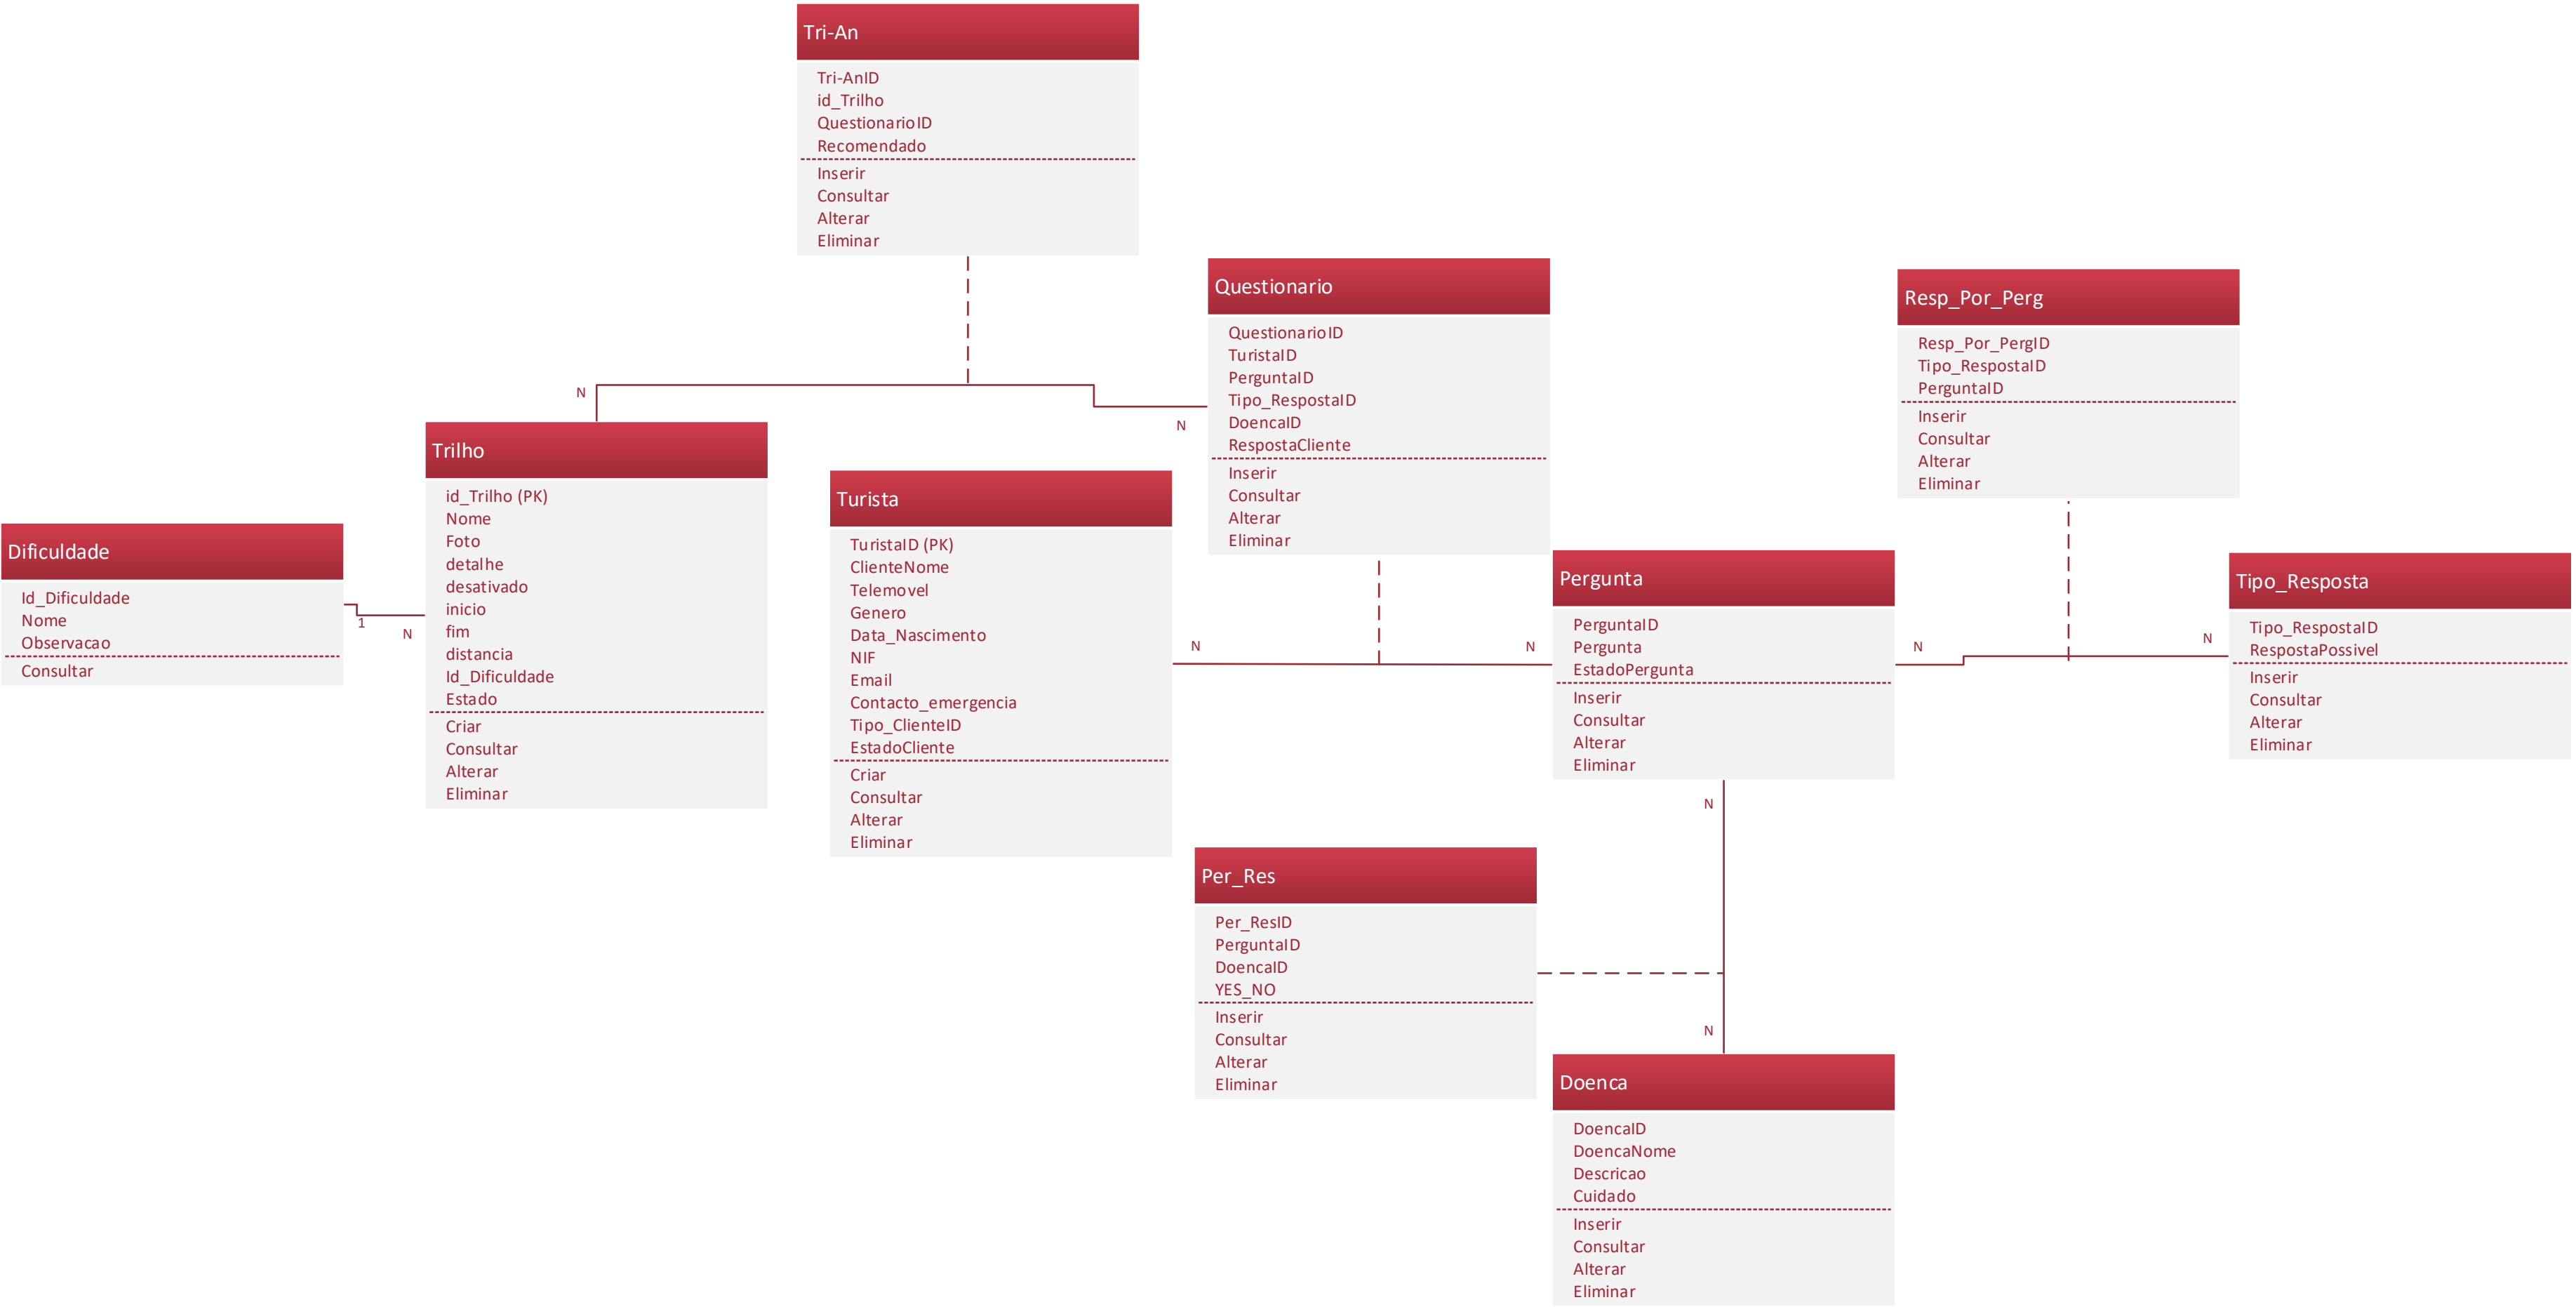 Tri-An
Tri-AnID
id_Trilho
QuestionarioID
Recomendado
Inserir
Consultar
Alterar
Eliminar
Questionario
QuestionarioID
TuristaID
PerguntaID
Tipo_RespostaID
DoencaID
RespostaCliente
Inserir
Consultar
Alterar
Eliminar
Resp_Por_Perg
Resp_Por_PergID
Tipo_RespostaID
PerguntaID
Inserir
Consultar
Alterar
Eliminar
N
N
Trilho
id_Trilho (PK)
Nome
Foto
detalhe
desativado
inicio
fim
distancia
Id_Dificuldade
Estado
Criar
Consultar
Alterar
Eliminar
Turista
TuristaID (PK)
ClienteNome
Telemovel
Genero
Data_Nascimento
NIF
Email
Contacto_emergencia
Tipo_ClienteID
EstadoCliente
Criar
Consultar
Alterar
Eliminar
Dificuldade
Id_Dificuldade
Nome
Observacao
Consultar
1
N
N
N
Pergunta
PerguntaID
Pergunta
EstadoPergunta
Inserir
Consultar
Alterar
Eliminar
N
N
Tipo_Resposta
Tipo_RespostaID
RespostaPossivel
Inserir
Consultar
Alterar
Eliminar
N
N
Per_Res
Per_ResID
PerguntaID
DoencaID
YES_NO
Inserir
Consultar
Alterar
Eliminar
Doenca
DoencaID
DoencaNome
Descricao
Cuidado
Inserir
Consultar
Alterar
Eliminar